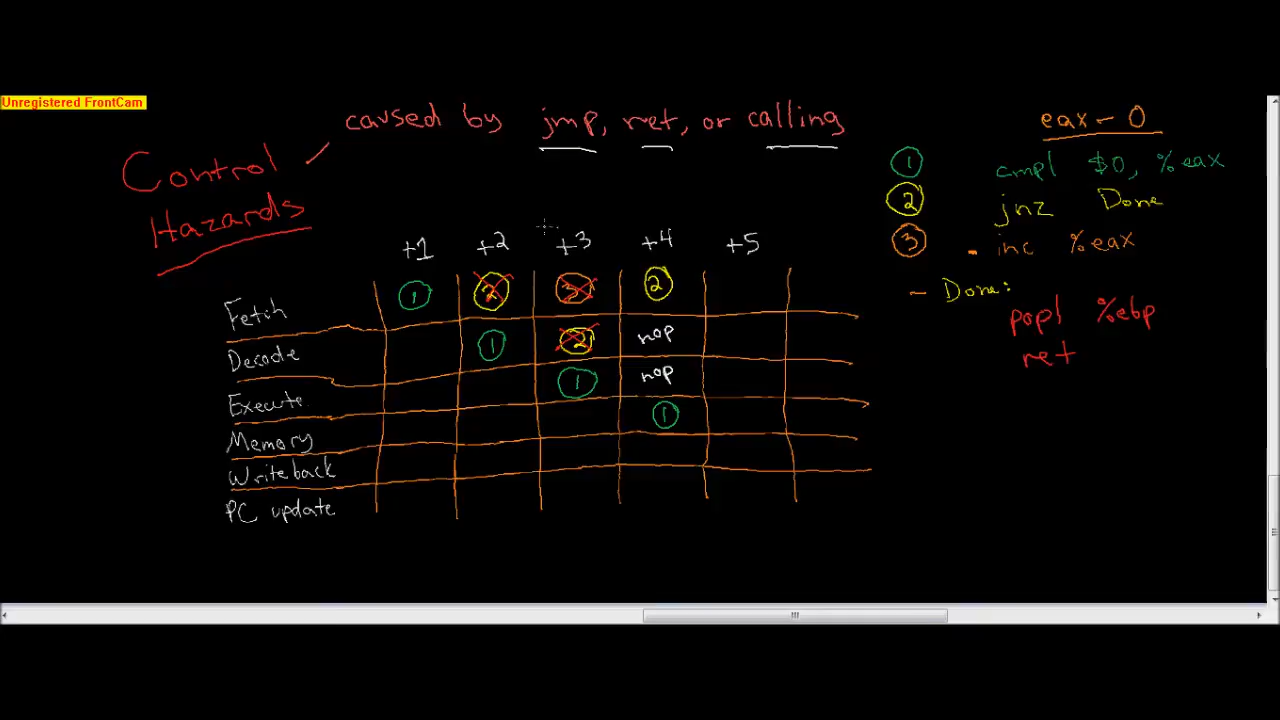 Unregistered FrontCam
caused by jmp, ret, or calling
Control
Hazards
eax = 0
1 cmpl $0, %eax
2 jnz Done
3 inc %eax
Done:
popl %ebp
ret
+1 +2 +3 +4 +5
Fetch 1 2 3 2
Decode 1 2 nop
Execute 1 nop
Memory 1
Writeback
PC update